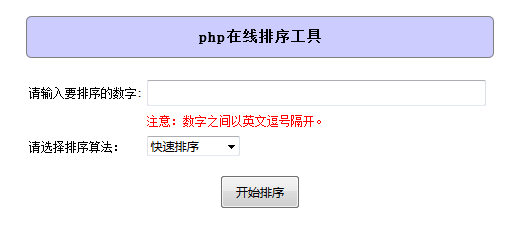 php在线排序工具
请输入要排序的数字:
注意：数字之间以英文逗号隔开。
请选择排序算法： 快速排序
开始排序